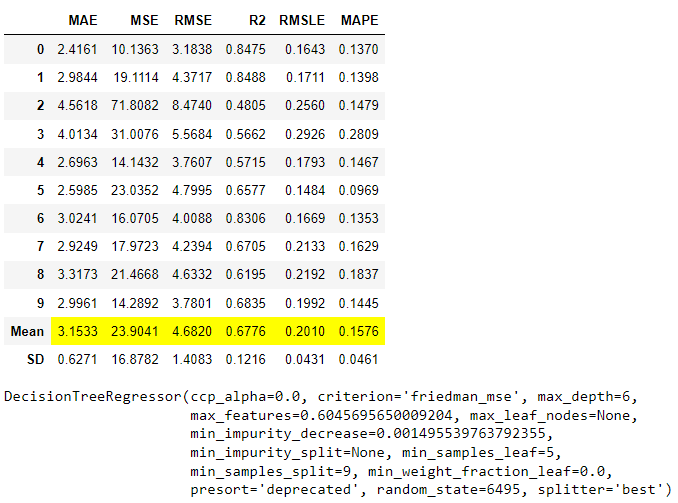 MAE MSE RMSE R2 RMSLE MAPE
0 2.4161 10.1363 3.1838 0.8475 0.1643 0.1370
1 2.9844 19.1114 4.3717 0.8488 0.1711 0.1398
2 4.5618 71.8082 8.4740 0.4805 0.2560 0.1479
3 4.0134 31.0076 5.5684 0.5662 0.2926 0.2809
4 2.6963 14.1432 3.7607 0.5715 0.1793 0.1467
5 2.5985 23.0352 4.7995 0.6577 0.1484 0.0969
6 3.0241 16.0705 4.0088 0.8306 0.1669 0.1353
7 2.9249 17.9723 4.2394 0.6705 0.2133 0.1629
8 3.3173 21.4668 4.6332 0.6195 0.2192 0.1837
9 2.9961 14.2892 3.7801 0.6835 0.1992 0.1445
Mean 3.1533 23.9041 4.6820 0.6776 0.2010 0.1576
SD 0.6271 16.8782 1.4083 0.1216 0.0431 0.0461
DecisionTreeRegressor(ccp_alpha=0.0, criterion='friedman_mse', max_depth=6,
max_features=0.6045695650009204, max_leaf_nodes=None,
min_impurity_decrease=0.001495539763792355,
min_impurity_split=None, min_samples_leaf=5,
min_samples_split=9, min_weight_fraction_leaf=0.0,
presort='deprecated', random_state=6495, splitter='best')